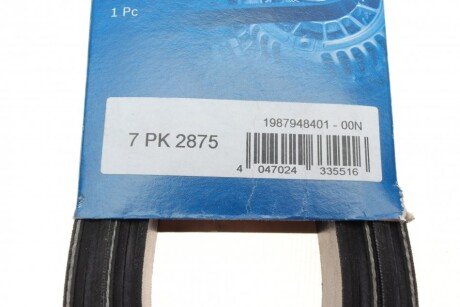 1 Pc
1987948401 - 00N
7 PK 2875
4 047024 335516